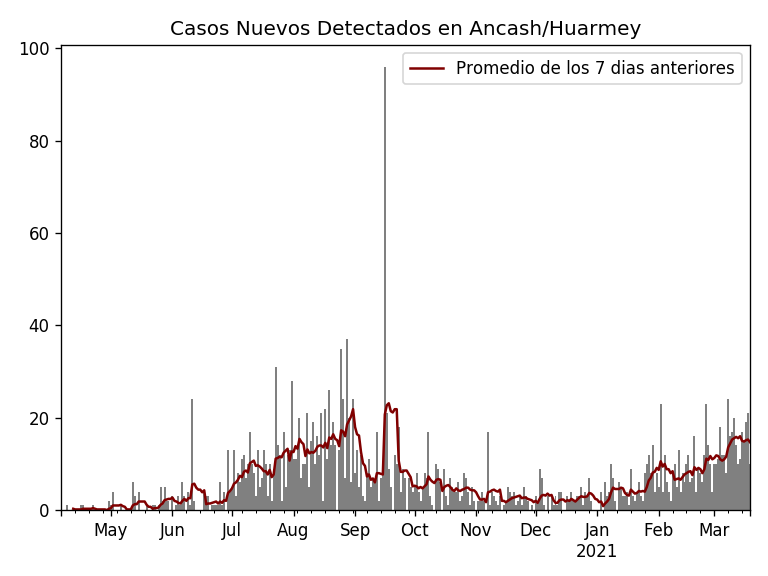 Casos Nuevos Detectados en Ancash/Huarmey
Promedio de los 7 dias anteriores
100
80
60
40
20
0
May Jun Jul Aug Sep Oct Nov Dec Jan Feb Mar
2021